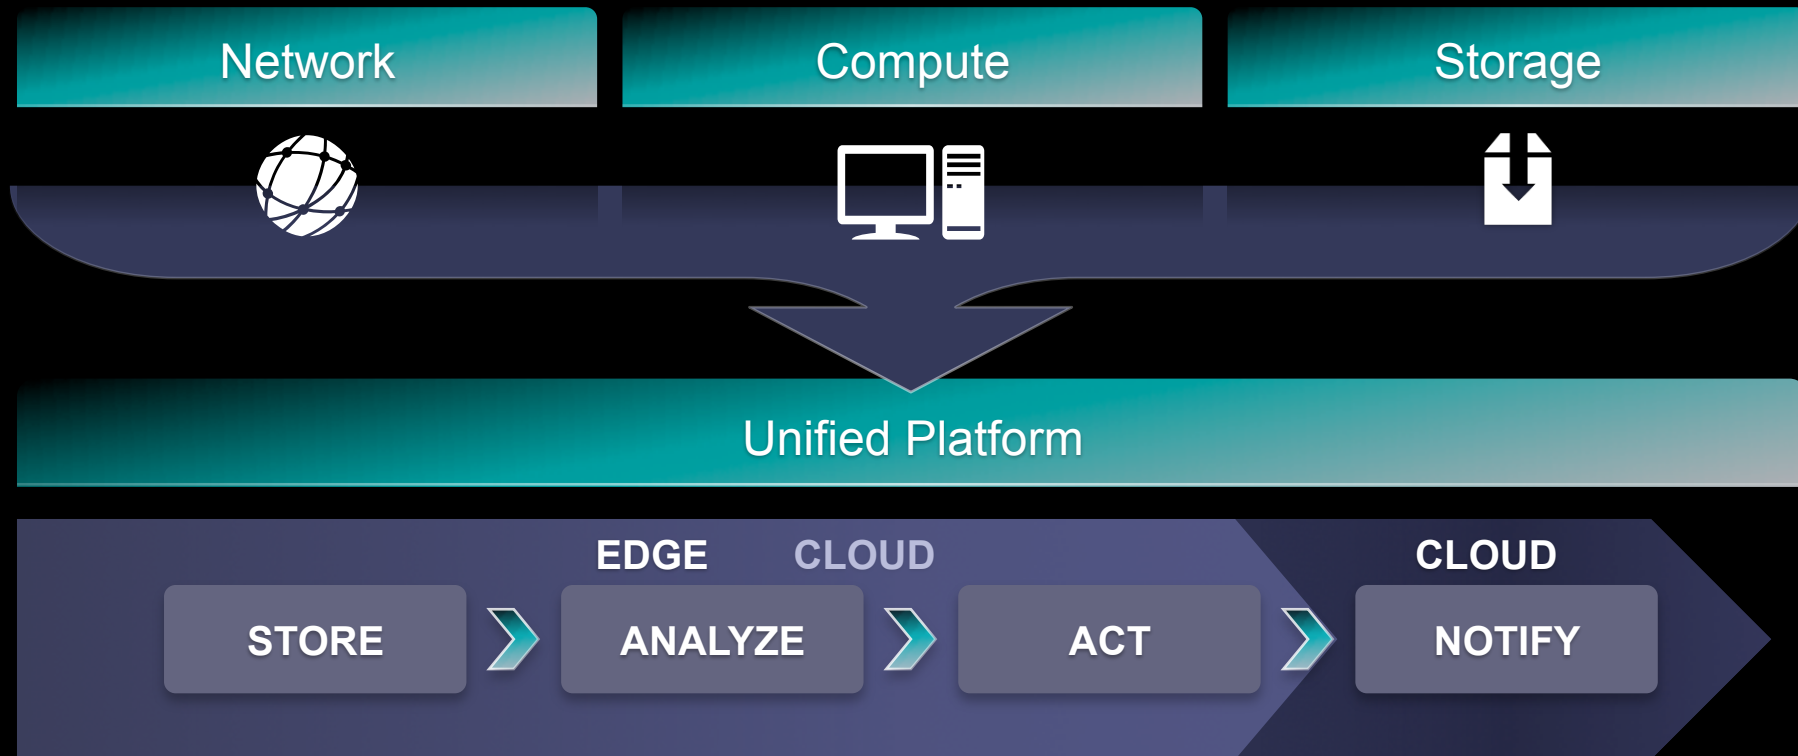 Network
Compute
Storage
Unified Platform
EDGE CLOUD
CLOUD
STORE
ANALYZE
ACT
NOTIFY